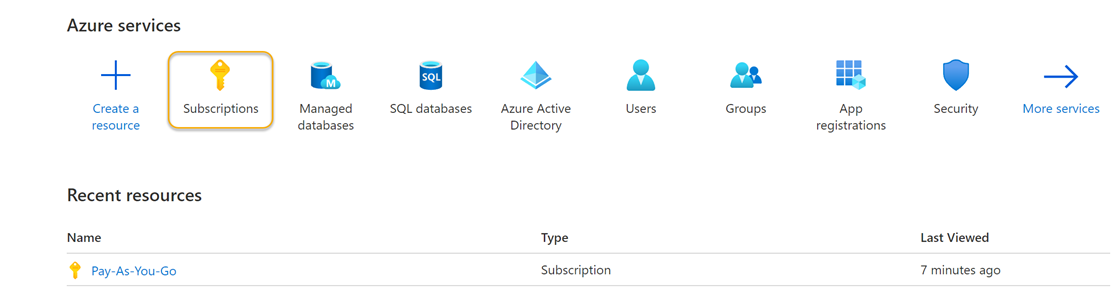 Azure services
Create a
resource
Subscriptions
Managed
databases
M
SQL
SQL databases
Azure Active
Directory
Users
Groups
App
registrations
Security
More services
Recent resources
Name Type Last Viewed
Pay-As-You-Go Subscription 7 minutes ago